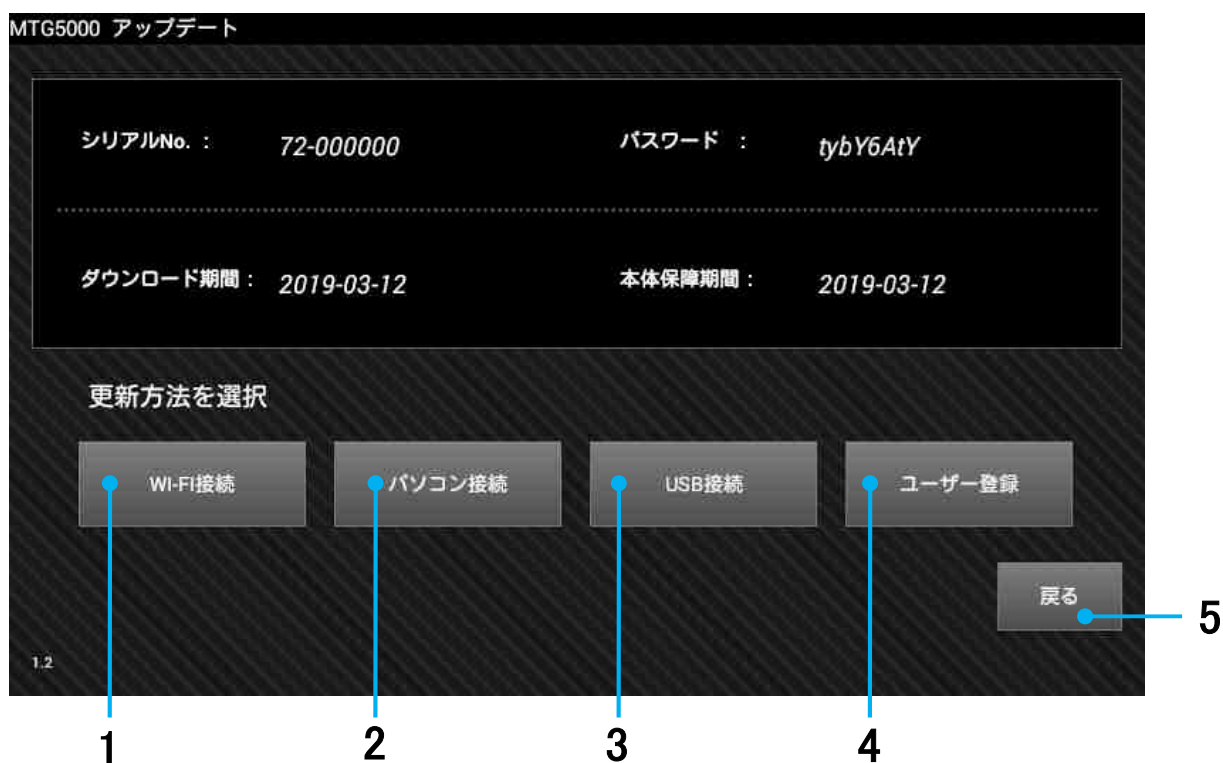 MTG5000 アップデート
シリアルNo. : 72-000000 パスワード : tybY6AtY
ダウンロード期間 : 2019-03-12 本体保障期間 : 2019-03-12
更新方法を選択
WI-FI接続 パソコン接続 USB接続 ユーザー登録
戻る
5
1.2
1 2 3 4